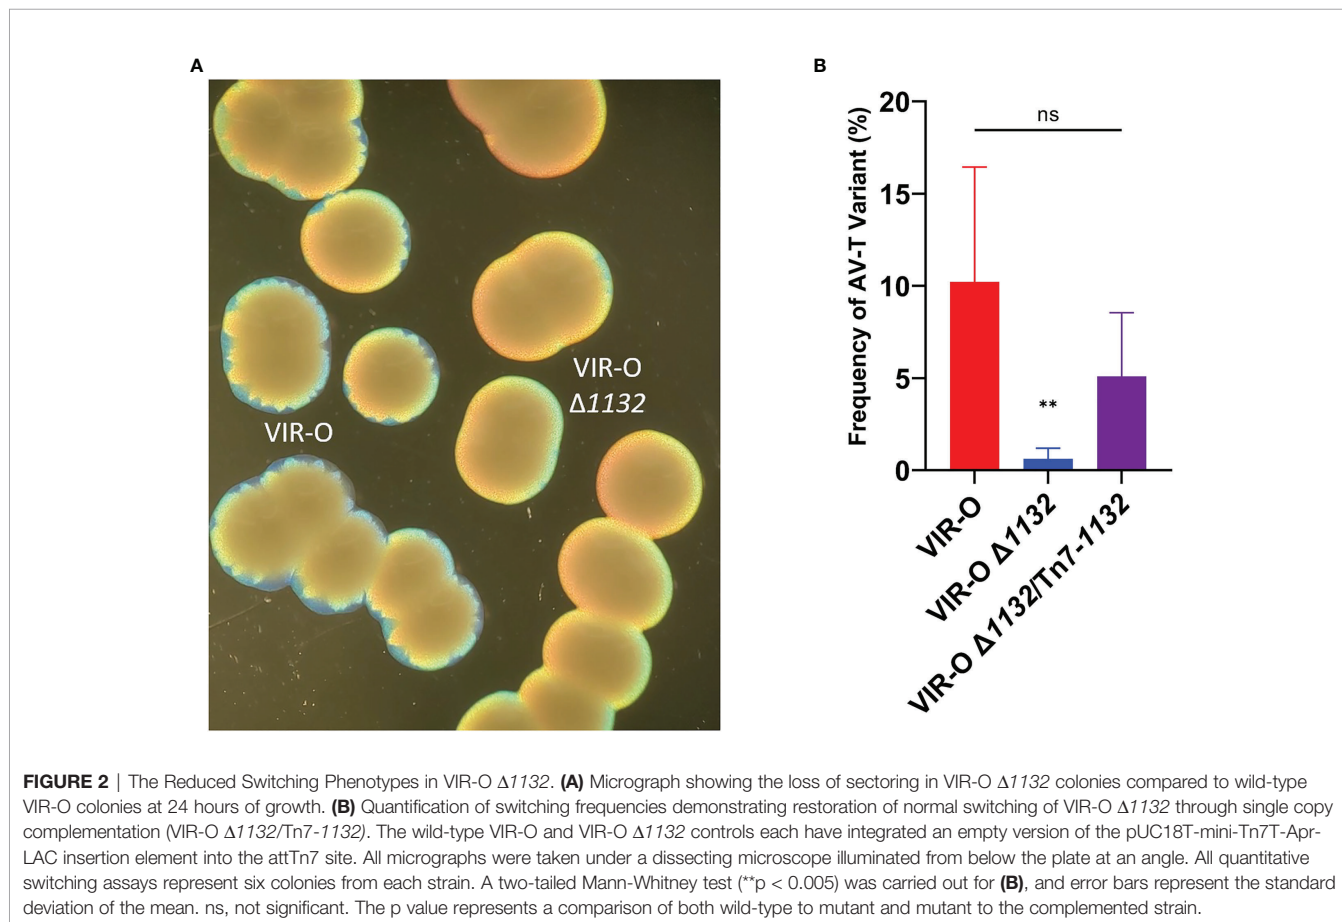 A
B
VIR-O
VIR-O
Δ1132
20
15
10
5
0
Frequency of AV-T Variant (%)
ns
**
VIR-O
VIR-O Δ1132
VIR-O Δ1132/Tn7-1132
FIGURE 2 | The Reduced Switching Phenotypes in VIR-O Δ1132. (A) Micrograph showing the loss of sectoring in VIR-O Δ1132 colonies compared to wild-type
VIR-O colonies at 24 hours of growth. (B) Quantification of switching frequencies demonstrating restoration of normal switching of VIR-O Δ1132 through single copy
complementation (VIR-O Δ1132/Tn7-1132). The wild-type VIR-O and VIR-O Δ1132 controls each have integrated an empty version of the pUC18T-mini-Tn7T-Apr-
LAC insertion element into the attTn7 site. All micrographs were taken under a dissecting microscope illuminated from below the plate at an angle. All quantitative
switching assays represent six colonies from each strain. A two-tailed Mann-Whitney test (**p < 0.005) was carried out for (B), and error bars represent the standard
deviation of the mean. ns, not significant. The p value represents a comparison of both wild-type to mutant and mutant to the complemented strain.